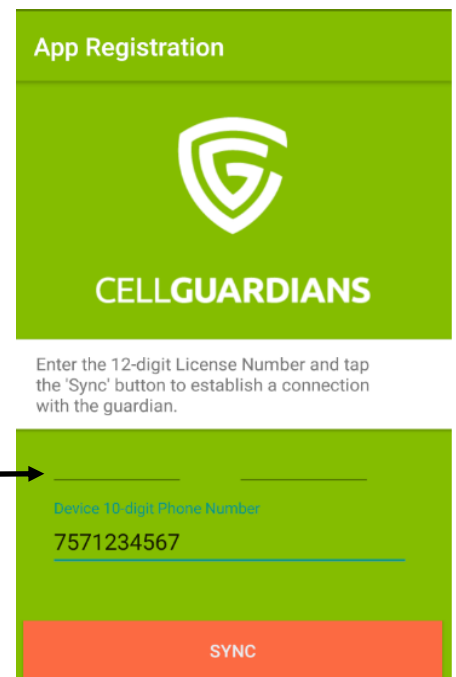 App Registration
CELLGUARDIANS
Enter the 12-digit License Number and tap
the 'Sync' button to establish a connection
with the guardian.
Device 10-digit Phone Number
7571234567
SYNC